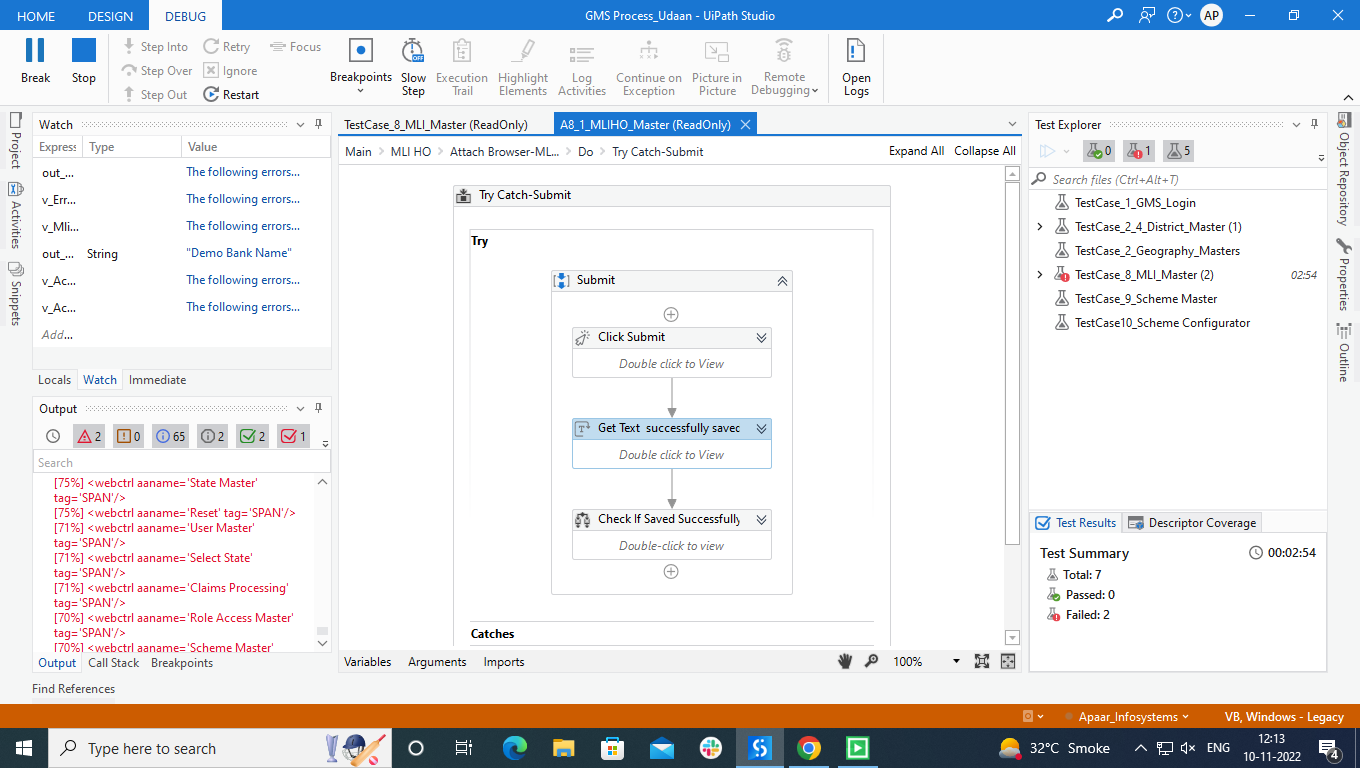 HOME DESIGN DEBUG
GMS Process_Udaan - UiPath Studio
AP
Break
Stop
Step Into
Step Over
Step Out
Retry
Ignore
Restart
Focus
Breakpoints
Slow Step
Execution Trail
Highlight Elements
Log Activities
Continue on Exception
Picture in Picture
Remote Debugging
Open Logs
Project
Activities
Snippets
Watch
Express Type Value
out_... The following errors...
v_Err... The following errors...
v_Mli... The following errors...
out_... String "Demo Bank Name"
v_Ac... The following errors...
v_Ac... The following errors...
Add...
Locals Watch Immediate
Output
2 0 65 2 2 1
Search
[75%] <webctrl aaname='State Master'
tag='SPAN'/>
[75%] <webctrl aaname='Reset' tag='SPAN'/>
[71%] <webctrl aaname='User Master'
tag='SPAN'/>
[71%] <webctrl aaname='Select State'
tag='SPAN'/>
[71%] <webctrl aaname='Claims Processing'
tag='SPAN'/>
[70%] <webctrl aaname='Role Access Master'
tag='SPAN'/>
[70%] <webctrl aaname='Scheme Master'
Output Call Stack Breakpoints
Find References
TestCase_8_MLI_Master (ReadOnly) A8_1_MLIHO_Master (ReadOnly)
Main > MLI HO > Attach Browser-ML... > Do > Try Catch-Submit
Expand All Collapse All
Try Catch-Submit
Try
Submit
Click Submit
Double click to View
Get Text successfully saved
Double click to View
Check If Saved Successfully
Double-click to view
Catches
Variables Arguments Imports
100%
Test Explorer
0 1 5
Search files (Ctrl+Alt+T)
TestCase_1_GMS_Login
TestCase_2_4_District_Master (1)
TestCase_2_Geography_Masters
TestCase_8_MLI_Master (2) 02:54
TestCase_9_Scheme Master
TestCase10_Scheme Configurator
Test Results Descriptor Coverage
Test Summary 00:02:54
Total: 7
Passed: 0
Failed: 2
Object Repository
Properties
Outline
Apaar_Infosystems
VB, Windows - Legacy
Type here to search
32°C Smoke
ENG
12:13
10-11-2022
4